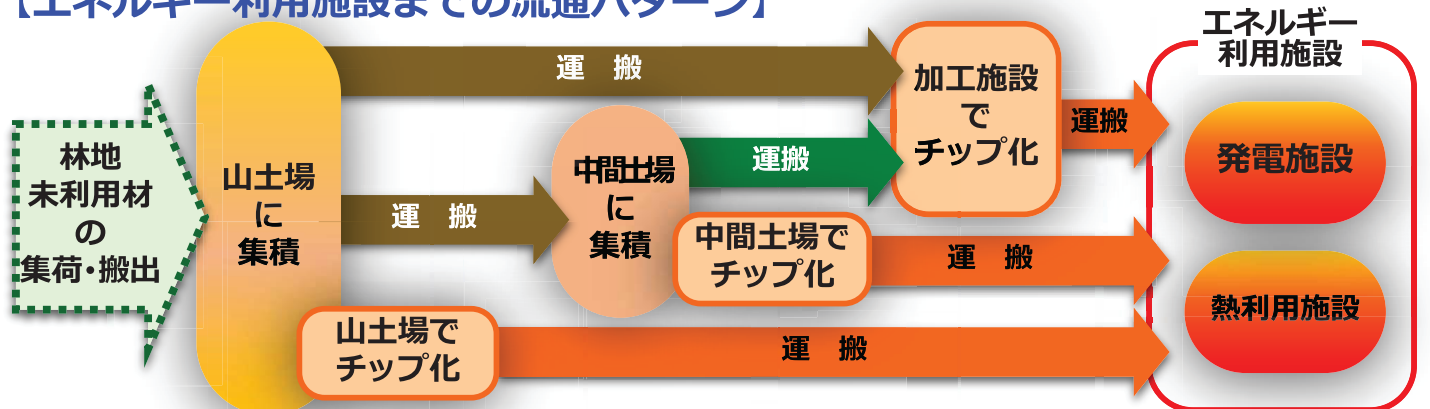 【エネルギー利用施設までの流通パターン】
林地
未利用材
の
集荷・搬出
山土場
に
集積
運　搬
運　搬
中間土場
に
集積
運搬
加工施設
で
チップ化
運搬
中間土場で
チップ化
運　搬
山土場で
チップ化
運　搬
エネルギー
利用施設
発電施設
熱利用施設